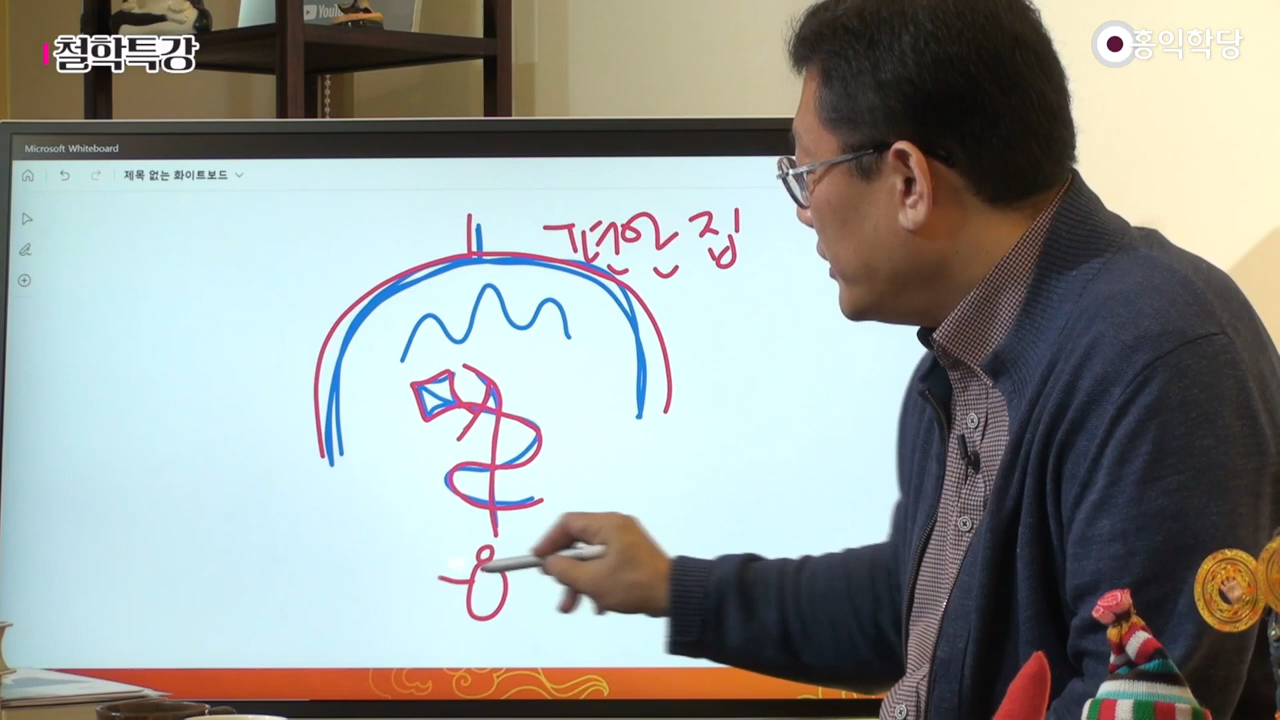 철학특강
홍익학당
YouTube
Microsoft Whiteboard
제목 없는 화이트보드
편안 집